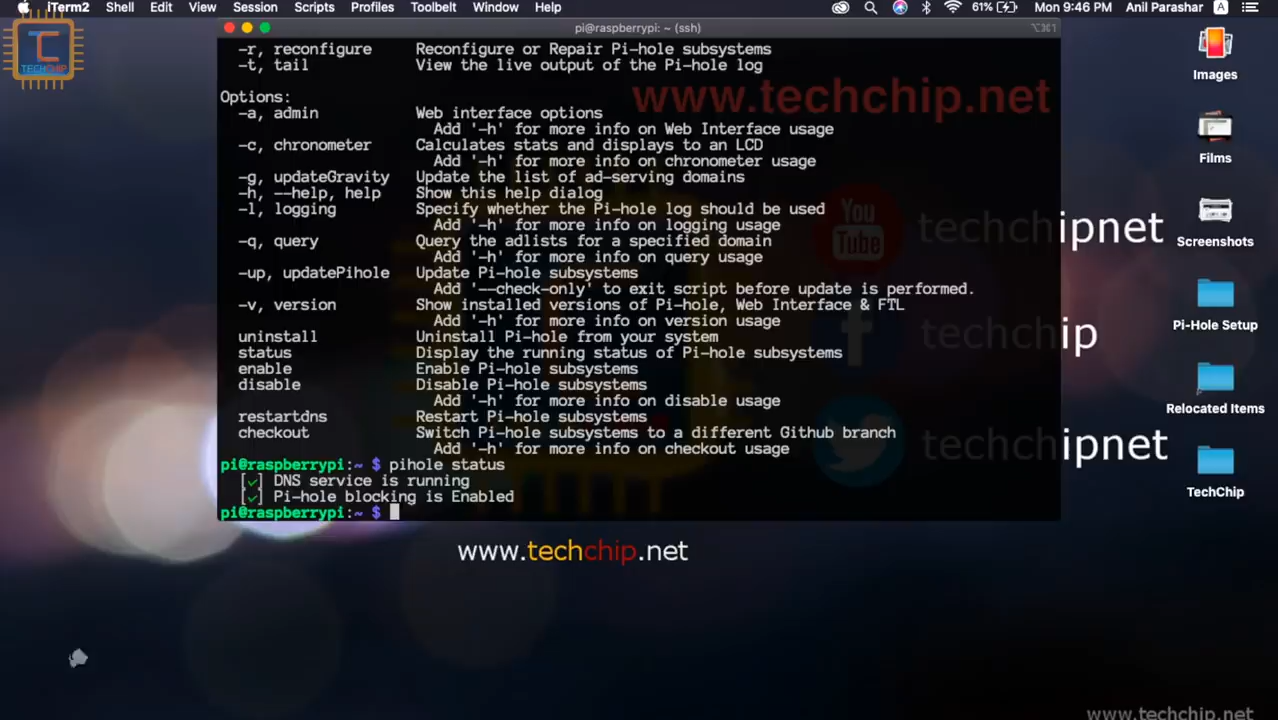 iTerm2 Shell Edit View Session Scripts Profiles Toolbelt Window Help 61% Mon 9:46 PM Anil Parashar A
TECHCHIP
pi@raspberrypi: ~ (ssh)
⌥⌘1
-r, reconfigure Reconfigure or Repair Pi-hole subsystems
-t, tail View the live output of the Pi-hole log
Options:
-a, admin Web interface options
Add '-h' for more info on Web Interface usage
-c, chronometer Calculates stats and displays to an LCD
Add '-h' for more info on chronometer usage
-g, updateGravity Update the list of ad-serving domains
-h, --help, help Show this help dialog
-l, logging Specify whether the Pi-hole log should be used
Add '-h' for more info on logging usage
-q, query Query the adlists for a specified domain
Add '-h' for more info on query usage
-up, updatePihole Update Pi-hole subsystems
Add '--check-only' to exit script before update is performed.
-v, version Show installed versions of Pi-hole, Web Interface & FTL
Add '-h' for more info on version usage
uninstall Uninstall Pi-hole from your system
status Display the running status of Pi-hole subsystems
enable Enable Pi-hole subsystems
disable Disable Pi-hole subsystems
Add '-h' for more info on disable usage
restartdns Restart Pi-hole subsystems
checkout Switch Pi-hole subsystems to a different Github branch
Add '-h' for more info on checkout usage
pi@raspberrypi:~ $ pihole status
[✓] DNS service is running
[✓] Pi-hole blocking is Enabled
pi@raspberrypi:~ $
www.techchip.net
You
Tube
techchipnet
techchip
techchipnet
Images
Films
Screenshots
Pi-Hole Setup
Relocated Items
TechChip
www.techchip.net
www.techchip.net